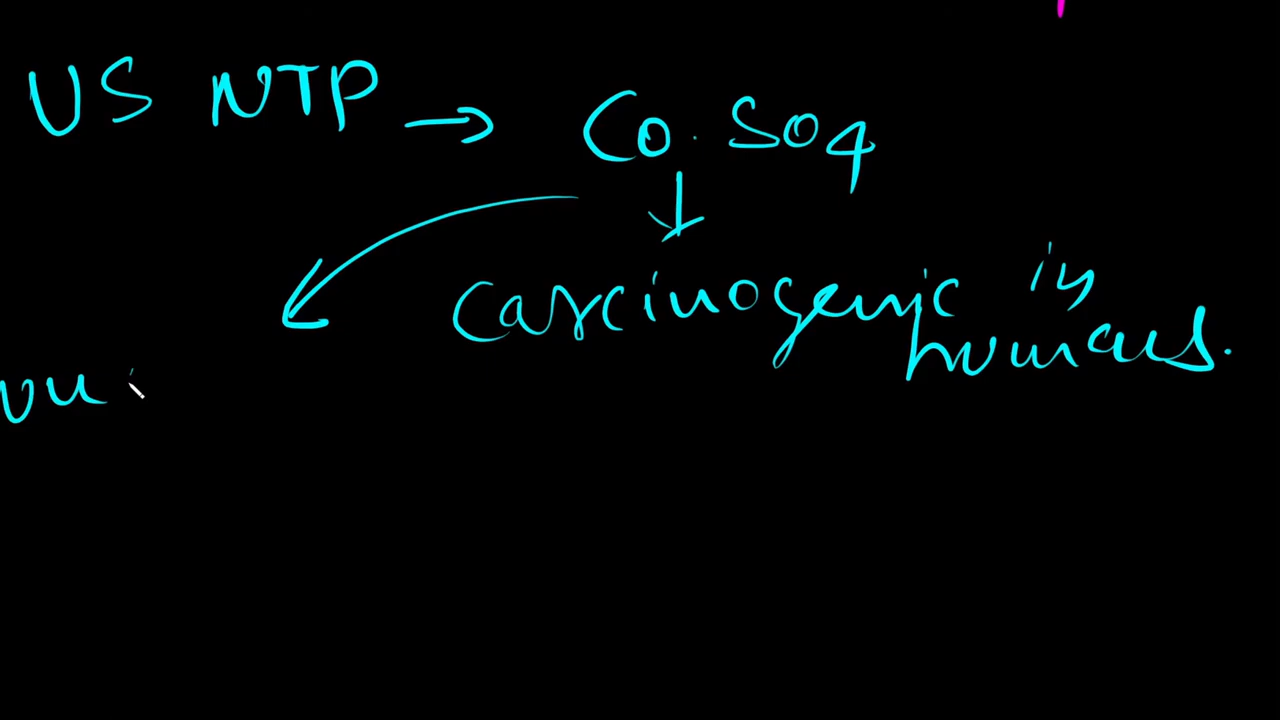 US NTP → Co. SO4
↓
carcinogenic in
humans.